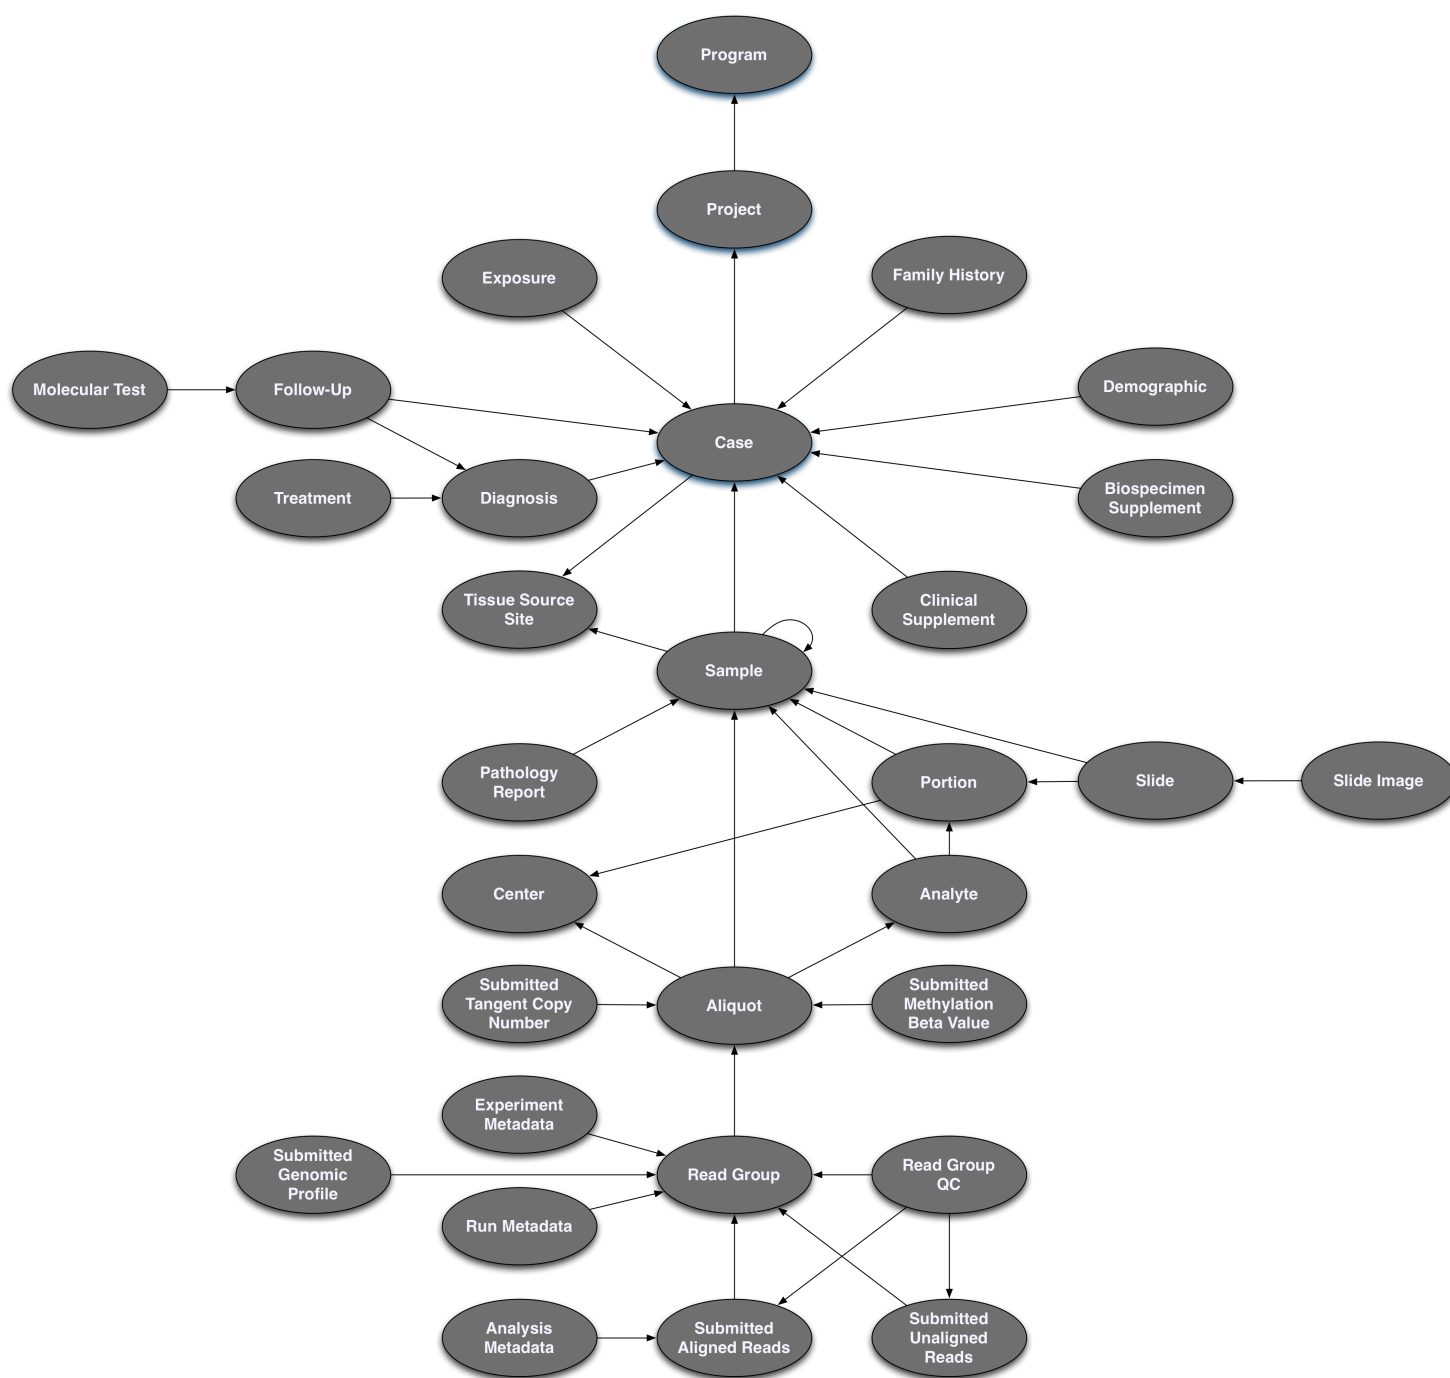 Program
Project
Exposure
Family History
Molecular Test
Follow-Up
Demographic
Case
Treatment
Diagnosis
Biospecimen
Supplement
Tissue Source
Site
Clinical
Supplement
Sample
Pathology
Report
Portion
Slide
Slide Image
Center
Analyte
Submitted
Tangent Copy
Number
Aliquot
Submitted
Methylation
Beta Value
Experiment
Metadata
Submitted
Genomic
Profile
Read Group
Read Group
QC
Run Metadata
Analysis
Metadata
Submitted
Aligned Reads
Submitted
Unaligned
Reads